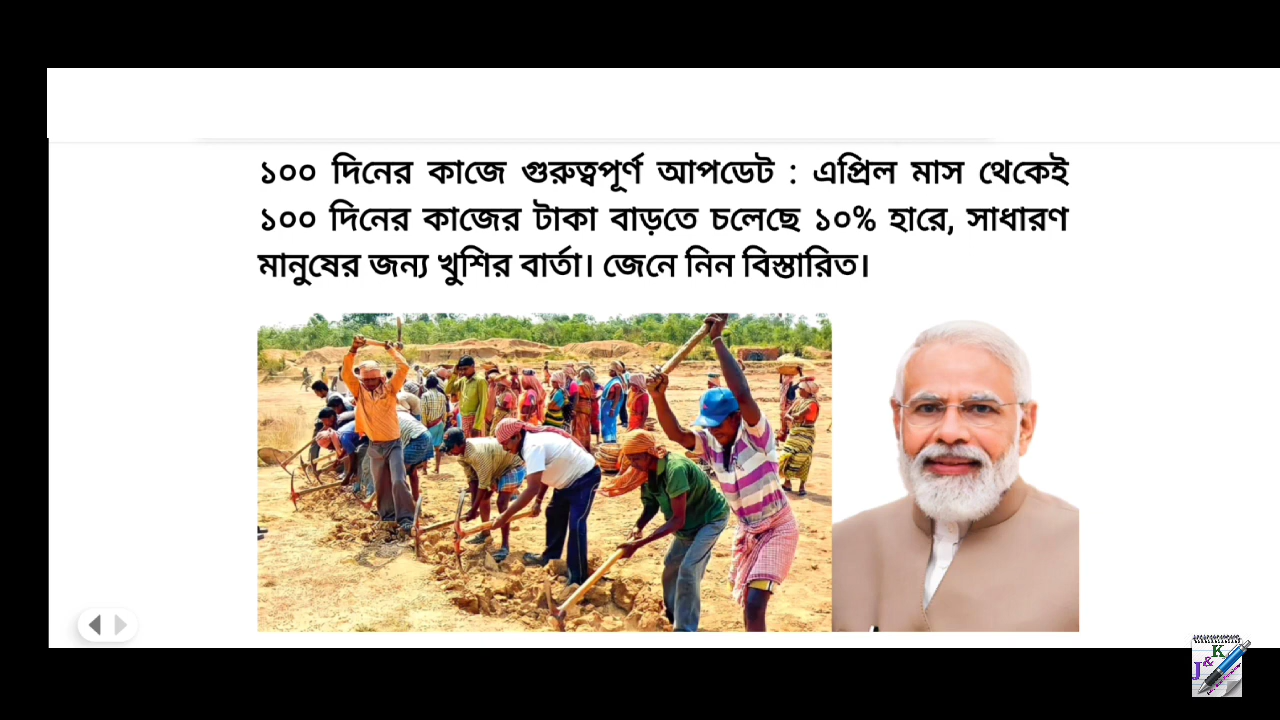 ১০০ দিনের কাজে গুরুত্বপূর্ণ আপডেট : এপ্রিল মাস থেকেই
১০০ দিনের কাজের টাকা বাড়তে চলেছে ১০% হারে, সাধারণ
মানুষের জন্য খুশির বার্তা। জেনে নিন বিস্তারিত।
J&K